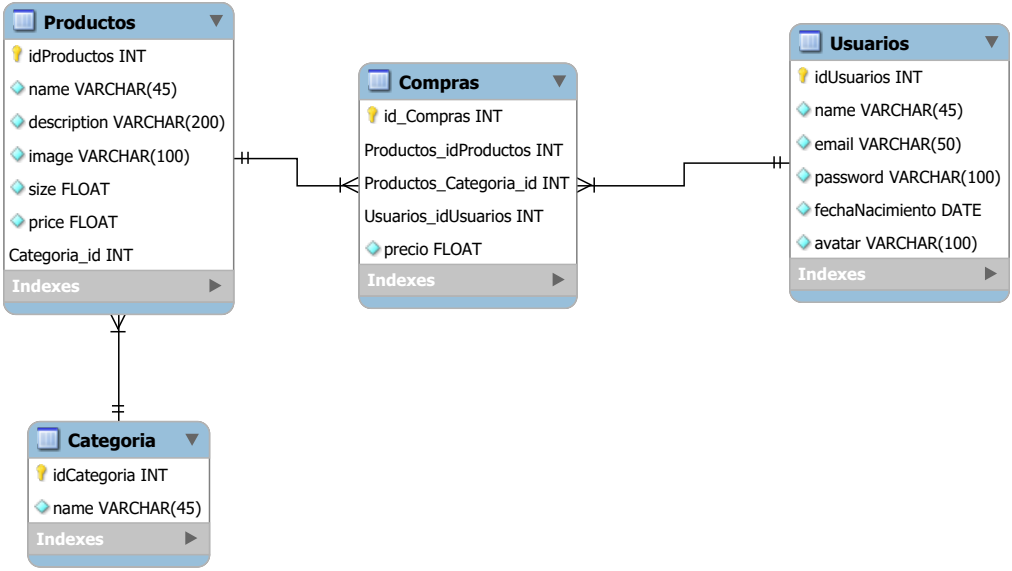 Productos
idProductos INT
name VARCHAR(45)
description VARCHAR(200)
image VARCHAR(100)
size FLOAT
price FLOAT
Categoria_id INT
Indexes
Compras
id_Compras INT
Productos_idProductos INT
Productos_Categoria_id INT
Usuarios_idUsuarios INT
precio FLOAT
Indexes
Usuarios
idUsuarios INT
name VARCHAR(45)
email VARCHAR(50)
password VARCHAR(100)
fechaNacimiento DATE
avatar VARCHAR(100)
Indexes
Categoria
idCategoria INT
name VARCHAR(45)
Indexes